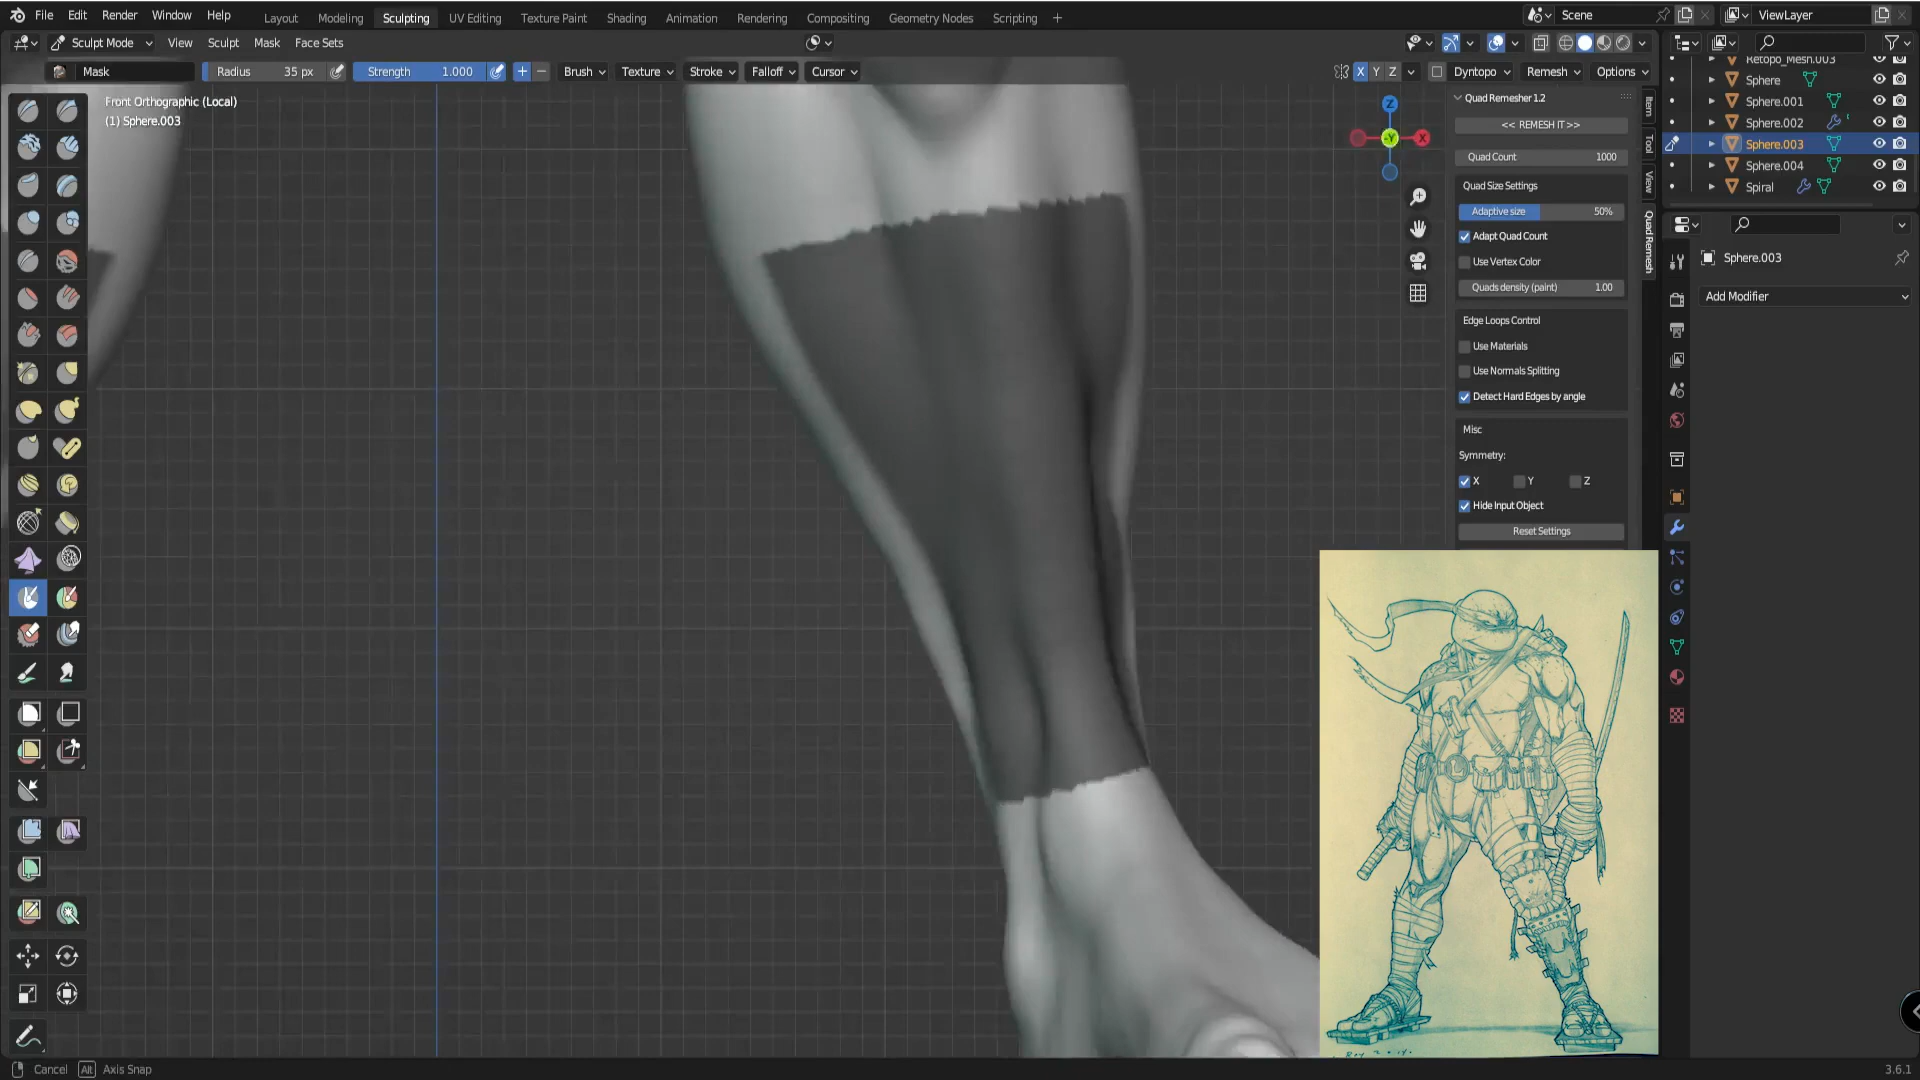 File Edit Render Window Help Layout Modeling Sculpting UV Editing Texture Paint Shading Animation Rendering Compositing Geometry Nodes Scripting + Scene ViewLayer
Sculpt Mode View Sculpt Mask Face Sets
Mask Radius 35 px Strength 1.000 Brush Texture Stroke Falloff Cursor X Y Z Dyntopo Remesh Options
Front Orthographic (Local)
(1) Sphere.003
Z
-Y
X
Quad Remesher 1.2
<< REMESH IT >>
Quad Count 1000
Quad Size Settings
Adaptive size 50%
Adapt Quad Count
Use Vertex Color
Quads density (paint) 1.00
Edge Loops Control
Use Materials
Use Normals Splitting
Detect Hard Edges by angle
Misc
Symmetry:
X Y Z
Hide Input Object
Reset Settings
Item
Tool
View
Quad Remesh
Retopo_Mesh.003
Sphere
Sphere.001
Sphere.002
Sphere.003
Sphere.004
Spiral
Sphere.003
Add Modifier
Cancel Alt Axis Snap
3.6.1